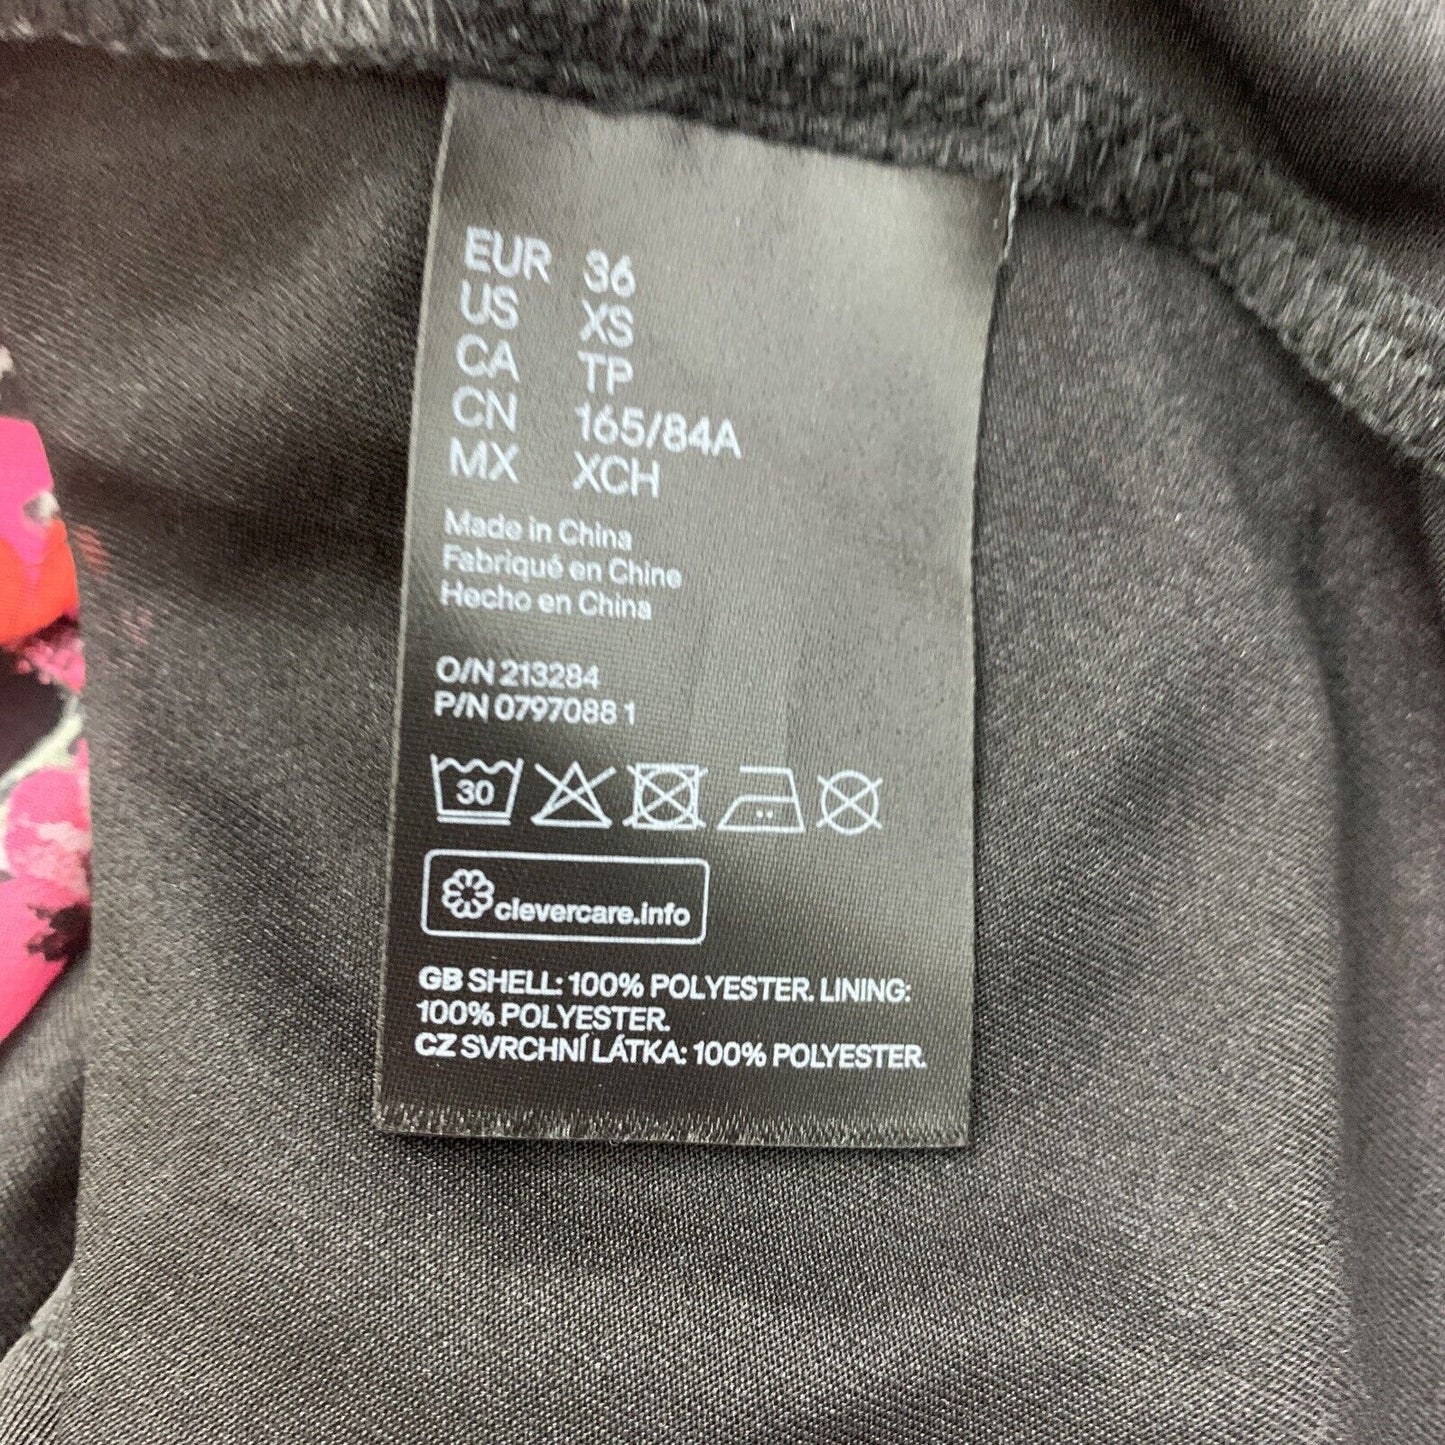 EUR 36
US XS
CA TP
CN 165/84A
MX XCH
Made in China
Fabriqué en Chine
Hecho en China
O/N 213284
P/N 0797088 1
30
clevercare.info
GB SHELL: 100% POLYESTER. LINING:
100% POLYESTER.
CZ SVRCHNÍ LÁTKA: 100% POLYESTER.